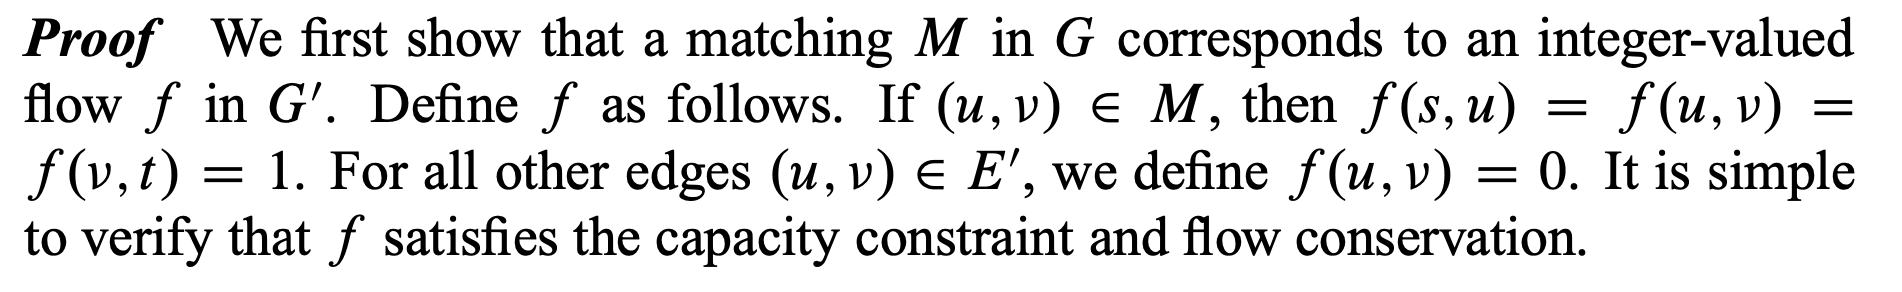 Proof We first show that a matching M in G corresponds to an integer-valued
flow f in G′. Define f as follows. If (u, v) ∈ M, then f(s, u) = f(u, v) =
f(v, t) = 1. For all other edges (u, v) ∈ E′, we define f(u, v) = 0. It is simple
to verify that f satisfies the capacity constraint and flow conservation.